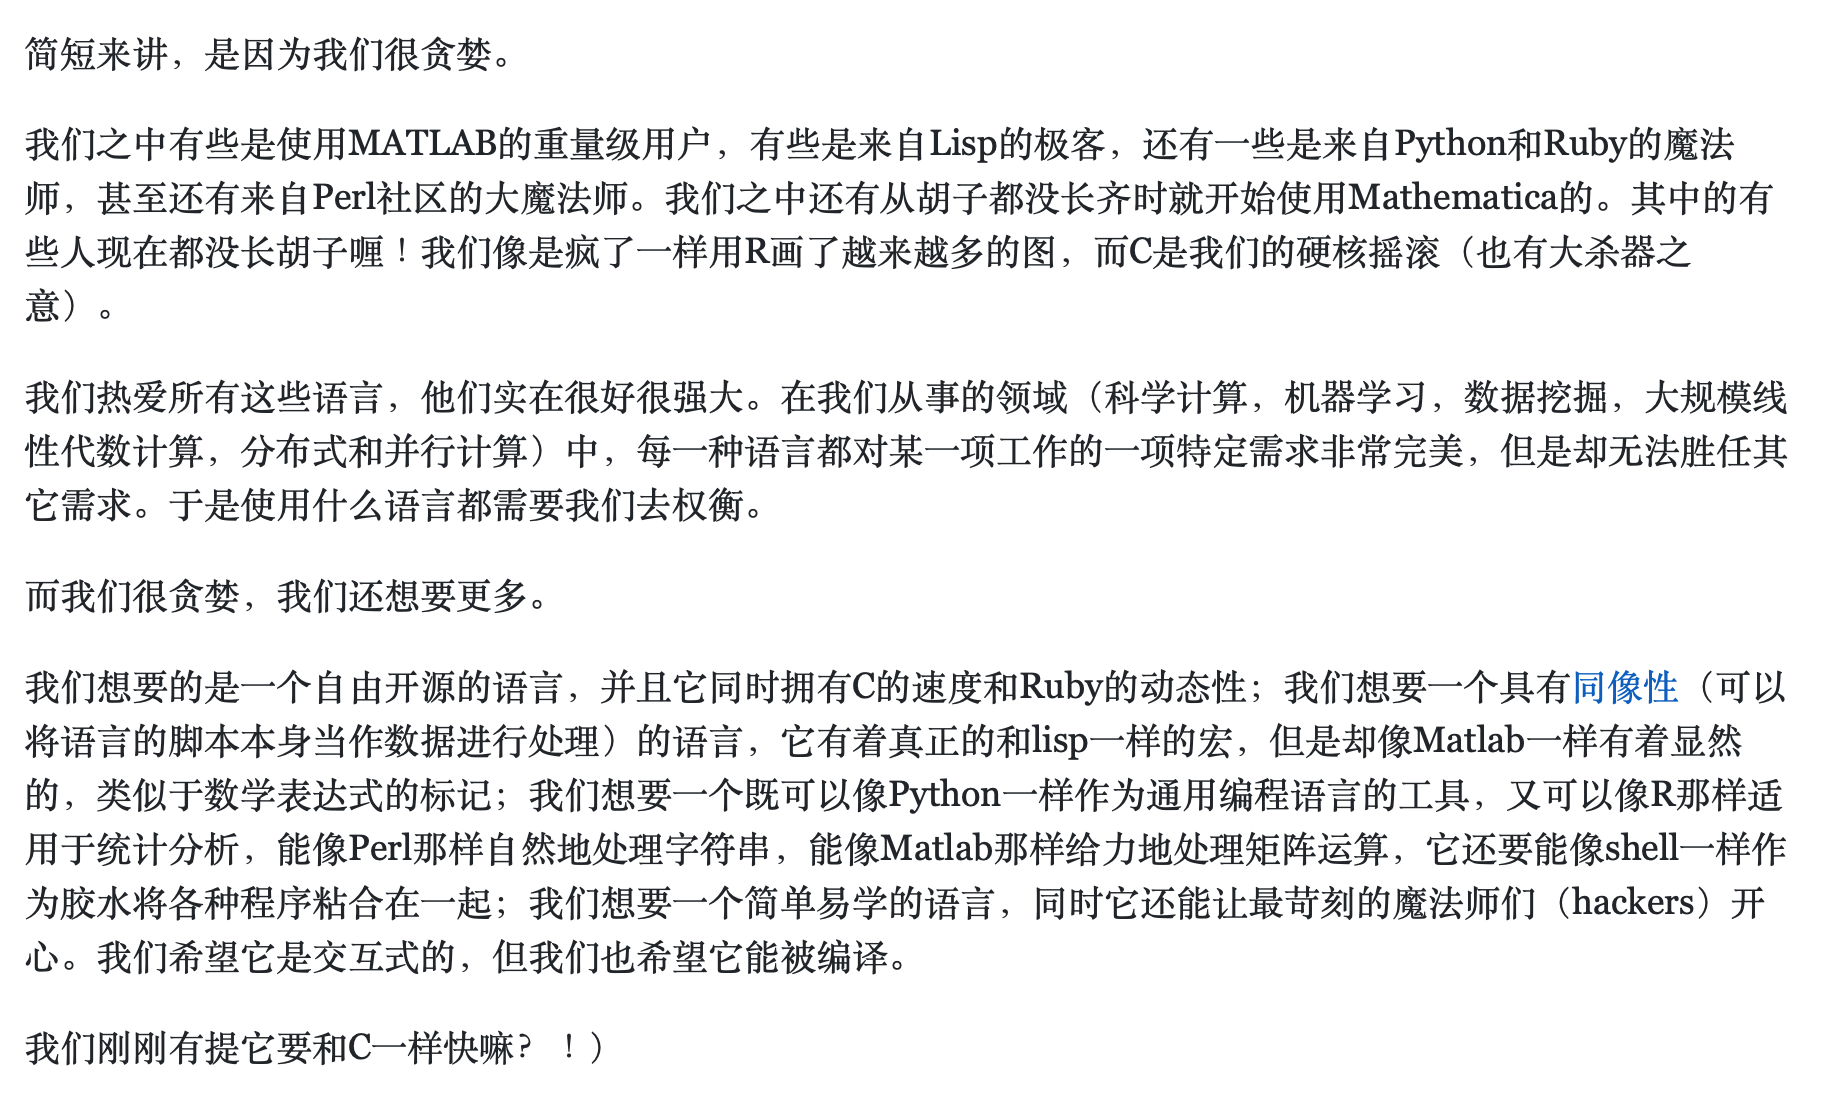 简短来讲，是因为我们很贪婪。
我们之中有些是使用MATLAB的重量级用户，有些是来自Lisp的极客，还有一些是来自Python和Ruby的魔法
师，甚至还有来自Perl社区的大魔法师。我们之中还有从胡子都没长齐时就开始使用Mathematica的。其中的有
些人现在都没长胡子喱！我们像是疯了一样用R画了越来越多的图，而C是我们的硬核摇滚（也有大杀器之
意）。
我们热爱所有这些语言，他们实在很好很强大。在我们从事的领域（科学计算，机器学习，数据挖掘，大规模线
性代数计算，分布式和并行计算）中，每一种语言都对某一项工作的一项特定需求非常完美，但是却无法胜任其
它需求。于是使用什么语言都需要我们去权衡。
而我们很贪婪，我们还想要更多。
我们想要的是一个自由开源的语言，并且它同时拥有C的速度和Ruby的动态性；我们想要一个具有同像性（可以
将语言的脚本本身当作数据进行处理）的语言，它有着真正的和lisp一样的宏，但是却像Matlab一样有着显然
的，类似于数学表达式的标记；我们想要一个既可以像Python一样作为通用编程语言的工具，又可以像R那样适
用于统计分析，能像Perl那样自然地处理字符串，能像Matlab那样给力地处理矩阵运算，它还要能像shell一样作
为胶水将各种程序粘合在一起；我们想要一个简单易学的语言，同时它还能让最苛刻的魔法师们（hackers）开
心。我们希望它是交互式的，但我们也希望它能被编译。
我们刚刚有提它要和C一样快嘛？！）